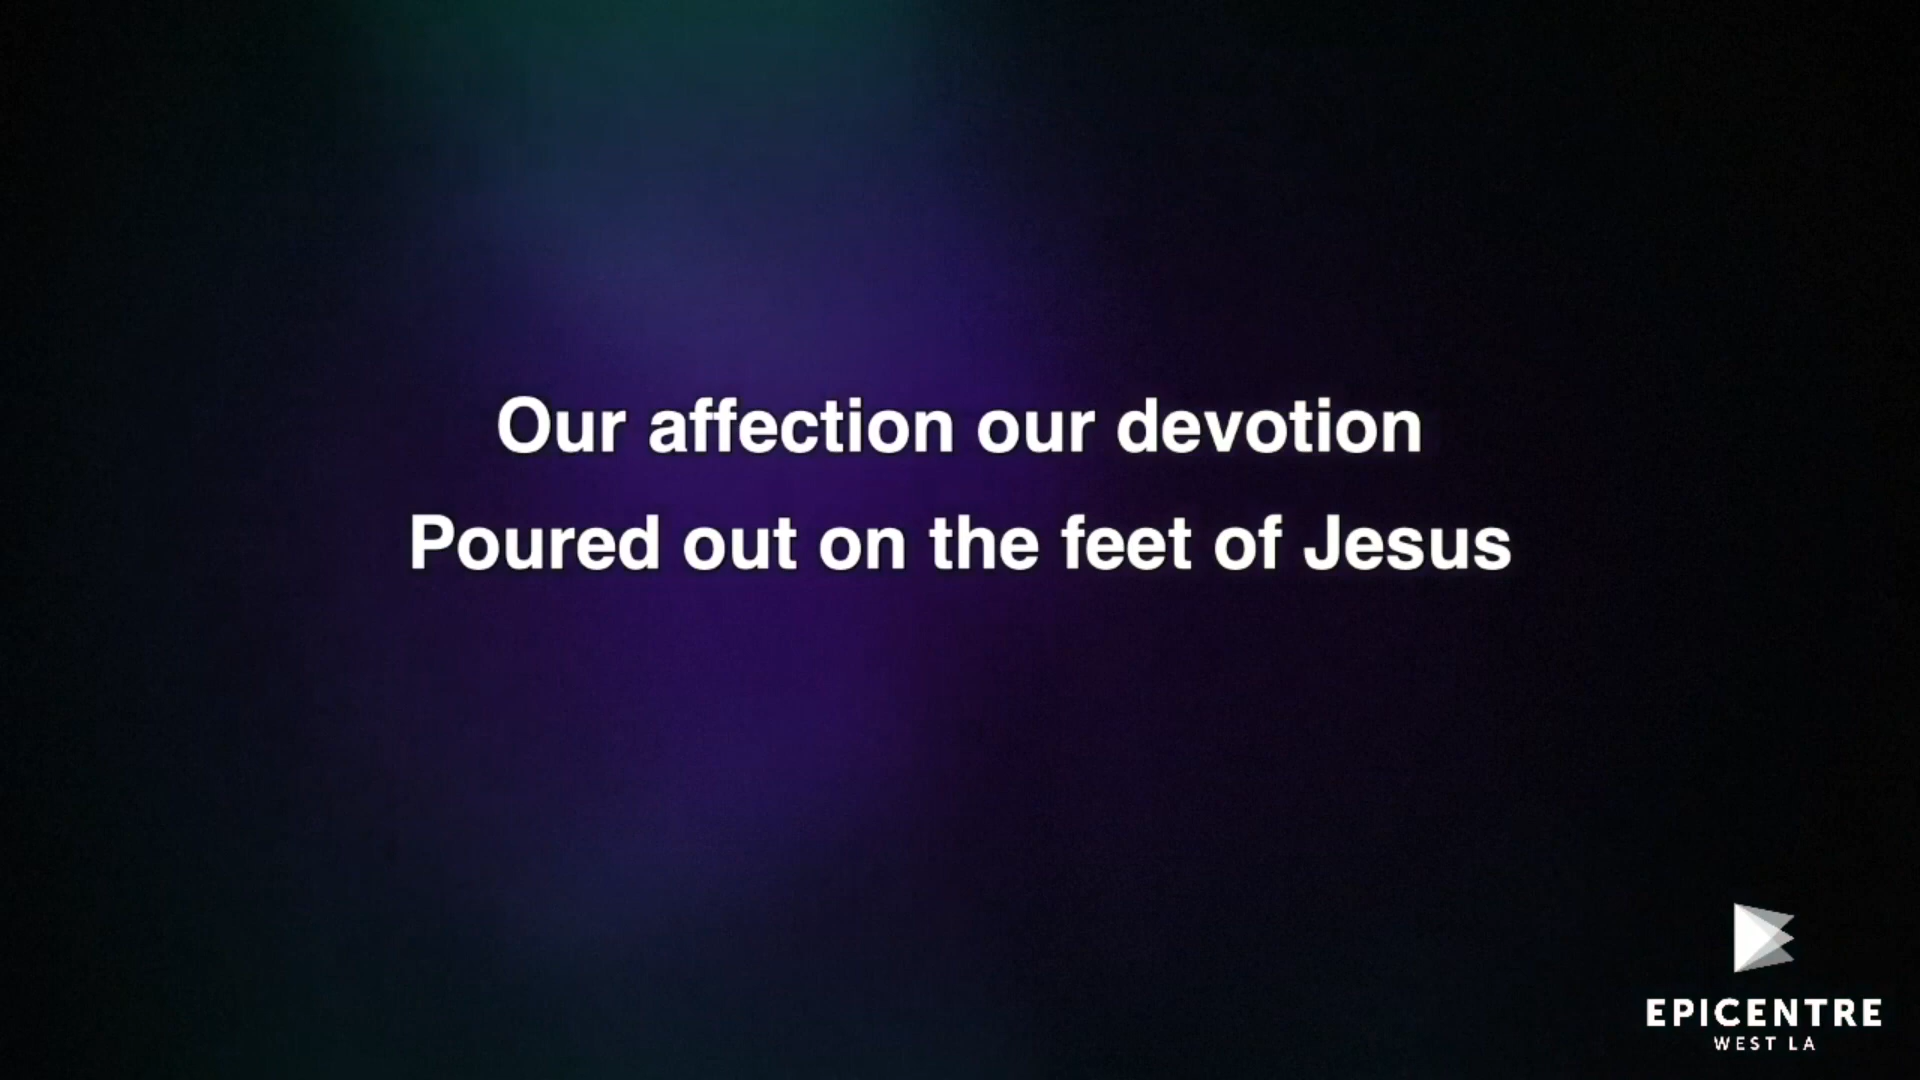 Our affection our devotion
Poured out on the feet of Jesus
EPICENTRE
WEST LA